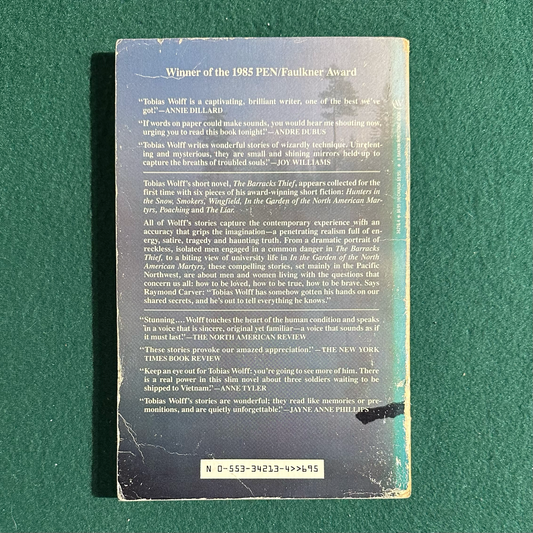 Winner of the 1985 PEN/Faulkner Award
"Tobias Wolff is a captivating, brilliant writer, one of the best we've
got."—ANNIE DILLARD
"If words on paper could make sounds, you would hear me shouting now,
urging you to read this book tonight."—ANDRE DUBUS
"Tobias Wolff writes wonderful stories of wizardly technique. Unrelent-
ing and mysterious, they are small and shining mirrors held up to
capture the breaths of troubled souls."—JOY WILLIAMS
Tobias Wolff's short novel, The Barracks Thief, appears collected for the
first time with six pieces of his award-winning short fiction: Hunters in
the Snow, Smokers, Wingfield, In the Garden of the North American Mar-
tyrs, Poaching and The Liar.
All of Wolff's stories capture the contemporary experience with an
accuracy that grips the imagination—a penetrating realism full of en-
ergy, satire, tragedy and haunting truth. From a dramatic portrait of
reckless, isolated men engaged in a common danger in The Barracks
Thief, to a biting view of university life in In the Garden of the North
American Martyrs, these compelling stories, set mainly in the Pacific
Northwest, are about men and women living with the questions that
concern us all: how to be loved, how to be true, how to be brave. Says
Raymond Carver: "Tobias Wolff has somehow gotten his hands on our
shared secrets, and he's out to tell everything he knows."
"Stunning.... Wolff touches the heart of the human condition and speaks
in a voice that is sincere, original yet familiar—a voice that sounds as if
it must last."—THE NORTH AMERICAN REVIEW
"These stories provoke our amazed appreciation."—THE NEW YORK
TIMES BOOK REVIEW
"Keep an eye out for Tobias Wolff: you're going to see more of him. There
is a real power in this slim novel about three soldiers waiting to be
shipped to Vietnam."—ANNE TYLER
"Tobias Wolff's stories are wonderful; they read like memories or pre-
monitions, and are quietly unforgettable."—JAYNE ANNE PHILLIPS
N 0-553-34213-4>>695